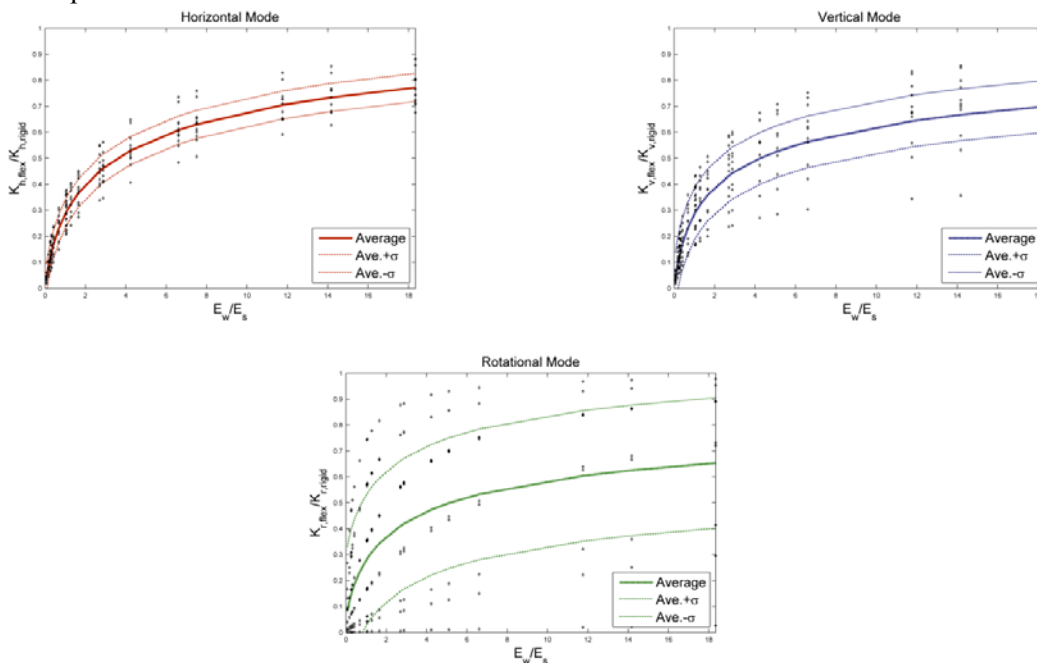 Horizontal Mode
Vertical Mode
1
0.9
0.8
0.7
0.6
0.5
0.4
0.3
0.2
0.1
0
K_h,flex/K_h,rigid
0 2 4 6 8 10 12 14 16 18
E_w/E_s
Average
Ave.+σ
Ave.-σ
1
0.9
0.8
0.7
0.6
0.5
0.4
0.3
0.2
0.1
0
K_v,flex/K_v,rigid
0 2 4 6 8 10 12 14 16 18
E_w/E_s
Average
Ave.+σ
Ave.-σ
Rotational Mode
1
0.9
0.8
0.7
0.6
0.5
0.4
0.3
0.2
0.1
0
K_r,flex/K_r,rigid
0 2 4 6 8 10 12 14 16 18
E_w/E_s
Average
Ave.+σ
Ave.-σ